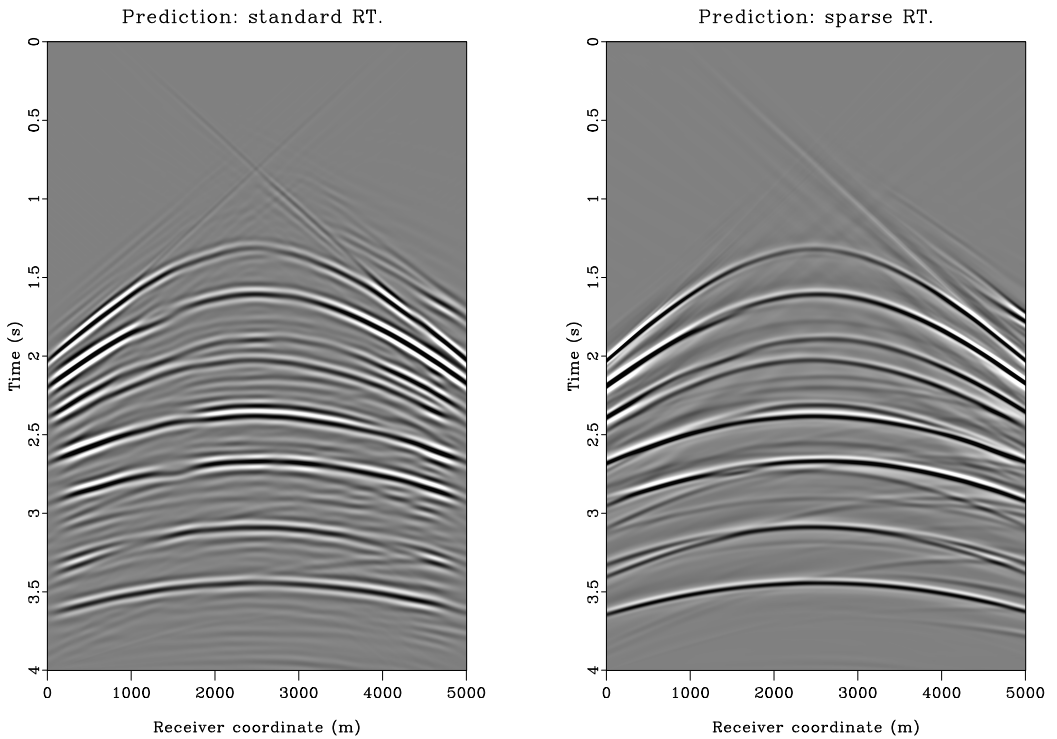 Prediction: standard RT.
0
0.5
1
1.5
2
2.5
3
3.5
4
Time (s)
0 1000 2000 3000 4000 5000
Receiver coordinate (m)
Prediction: sparse RT.
0
0.5
1
1.5
2
2.5
3
3.5
4
Time (s)
0 1000 2000 3000 4000 5000
Receiver coordinate (m)